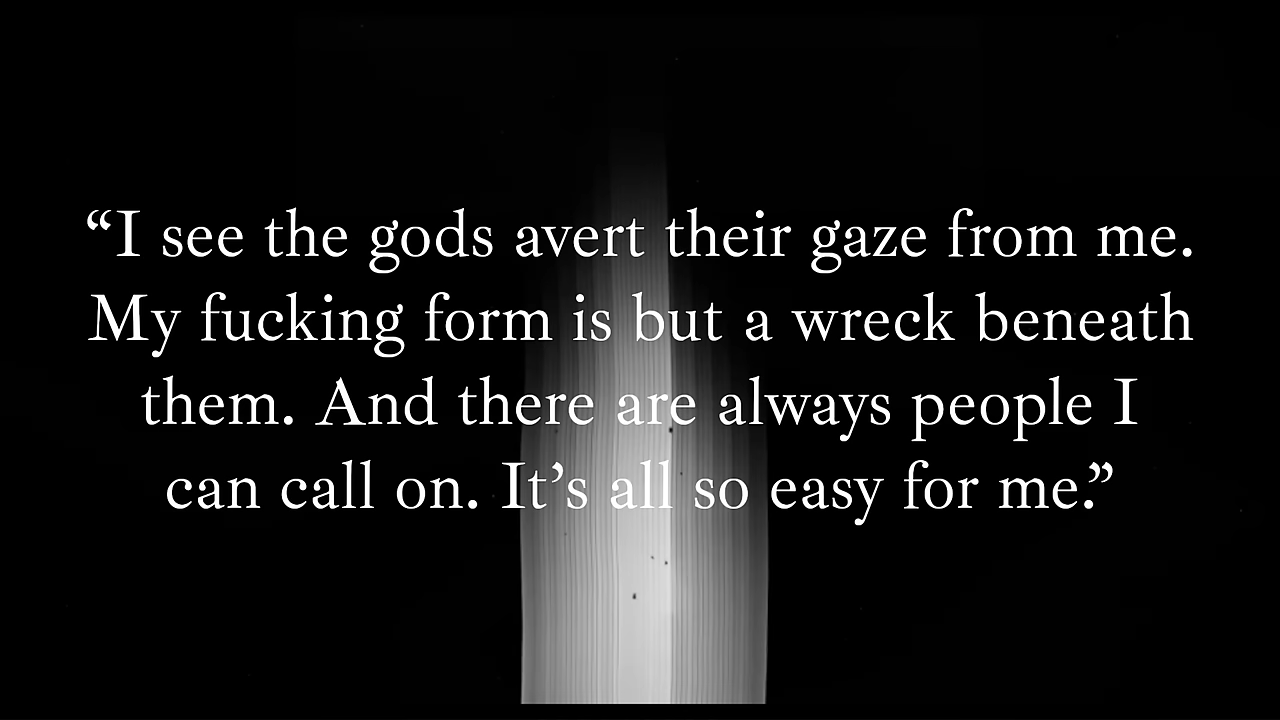 “I see the gods avert their gaze from me.
My fucking form is but a wreck beneath
them. And there are always people I
can call on. It’s all so easy for me.”